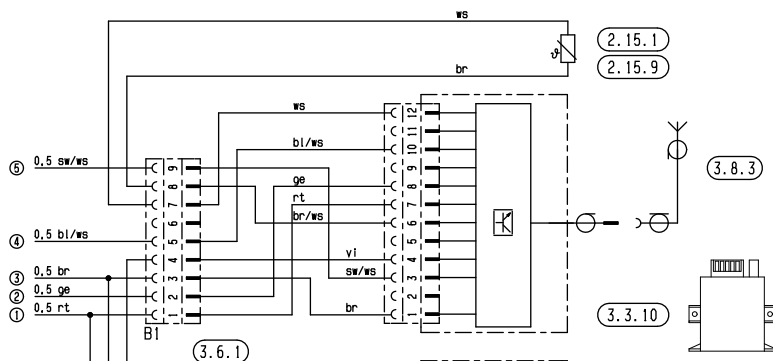 ws
2.15.1
ϑ
2.15.9
br
ws
12
11
bl/ws
10
⑤ 0,5 sw/ws
9
9
3.8.3
8
ge
8
7
rt
7
6
br/ws
6
④ 0,5 bl/ws
5
5
4
vi
4
③ 0,5 br
3
sw/ws
3
② 0,5 ge
2
2
① 0,5 rt
1
br
1
3.3.10
B1
3.6.1